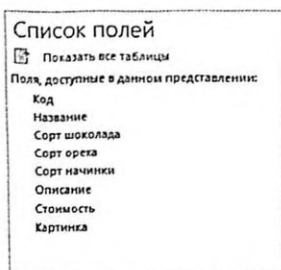 Список полей
Показать все таблицы
Поля, доступные в данном представлении:
Код
Название
Сорт шоколада
Сорт ореха
Сорт начинки
Описание
Стоимость
Картинка